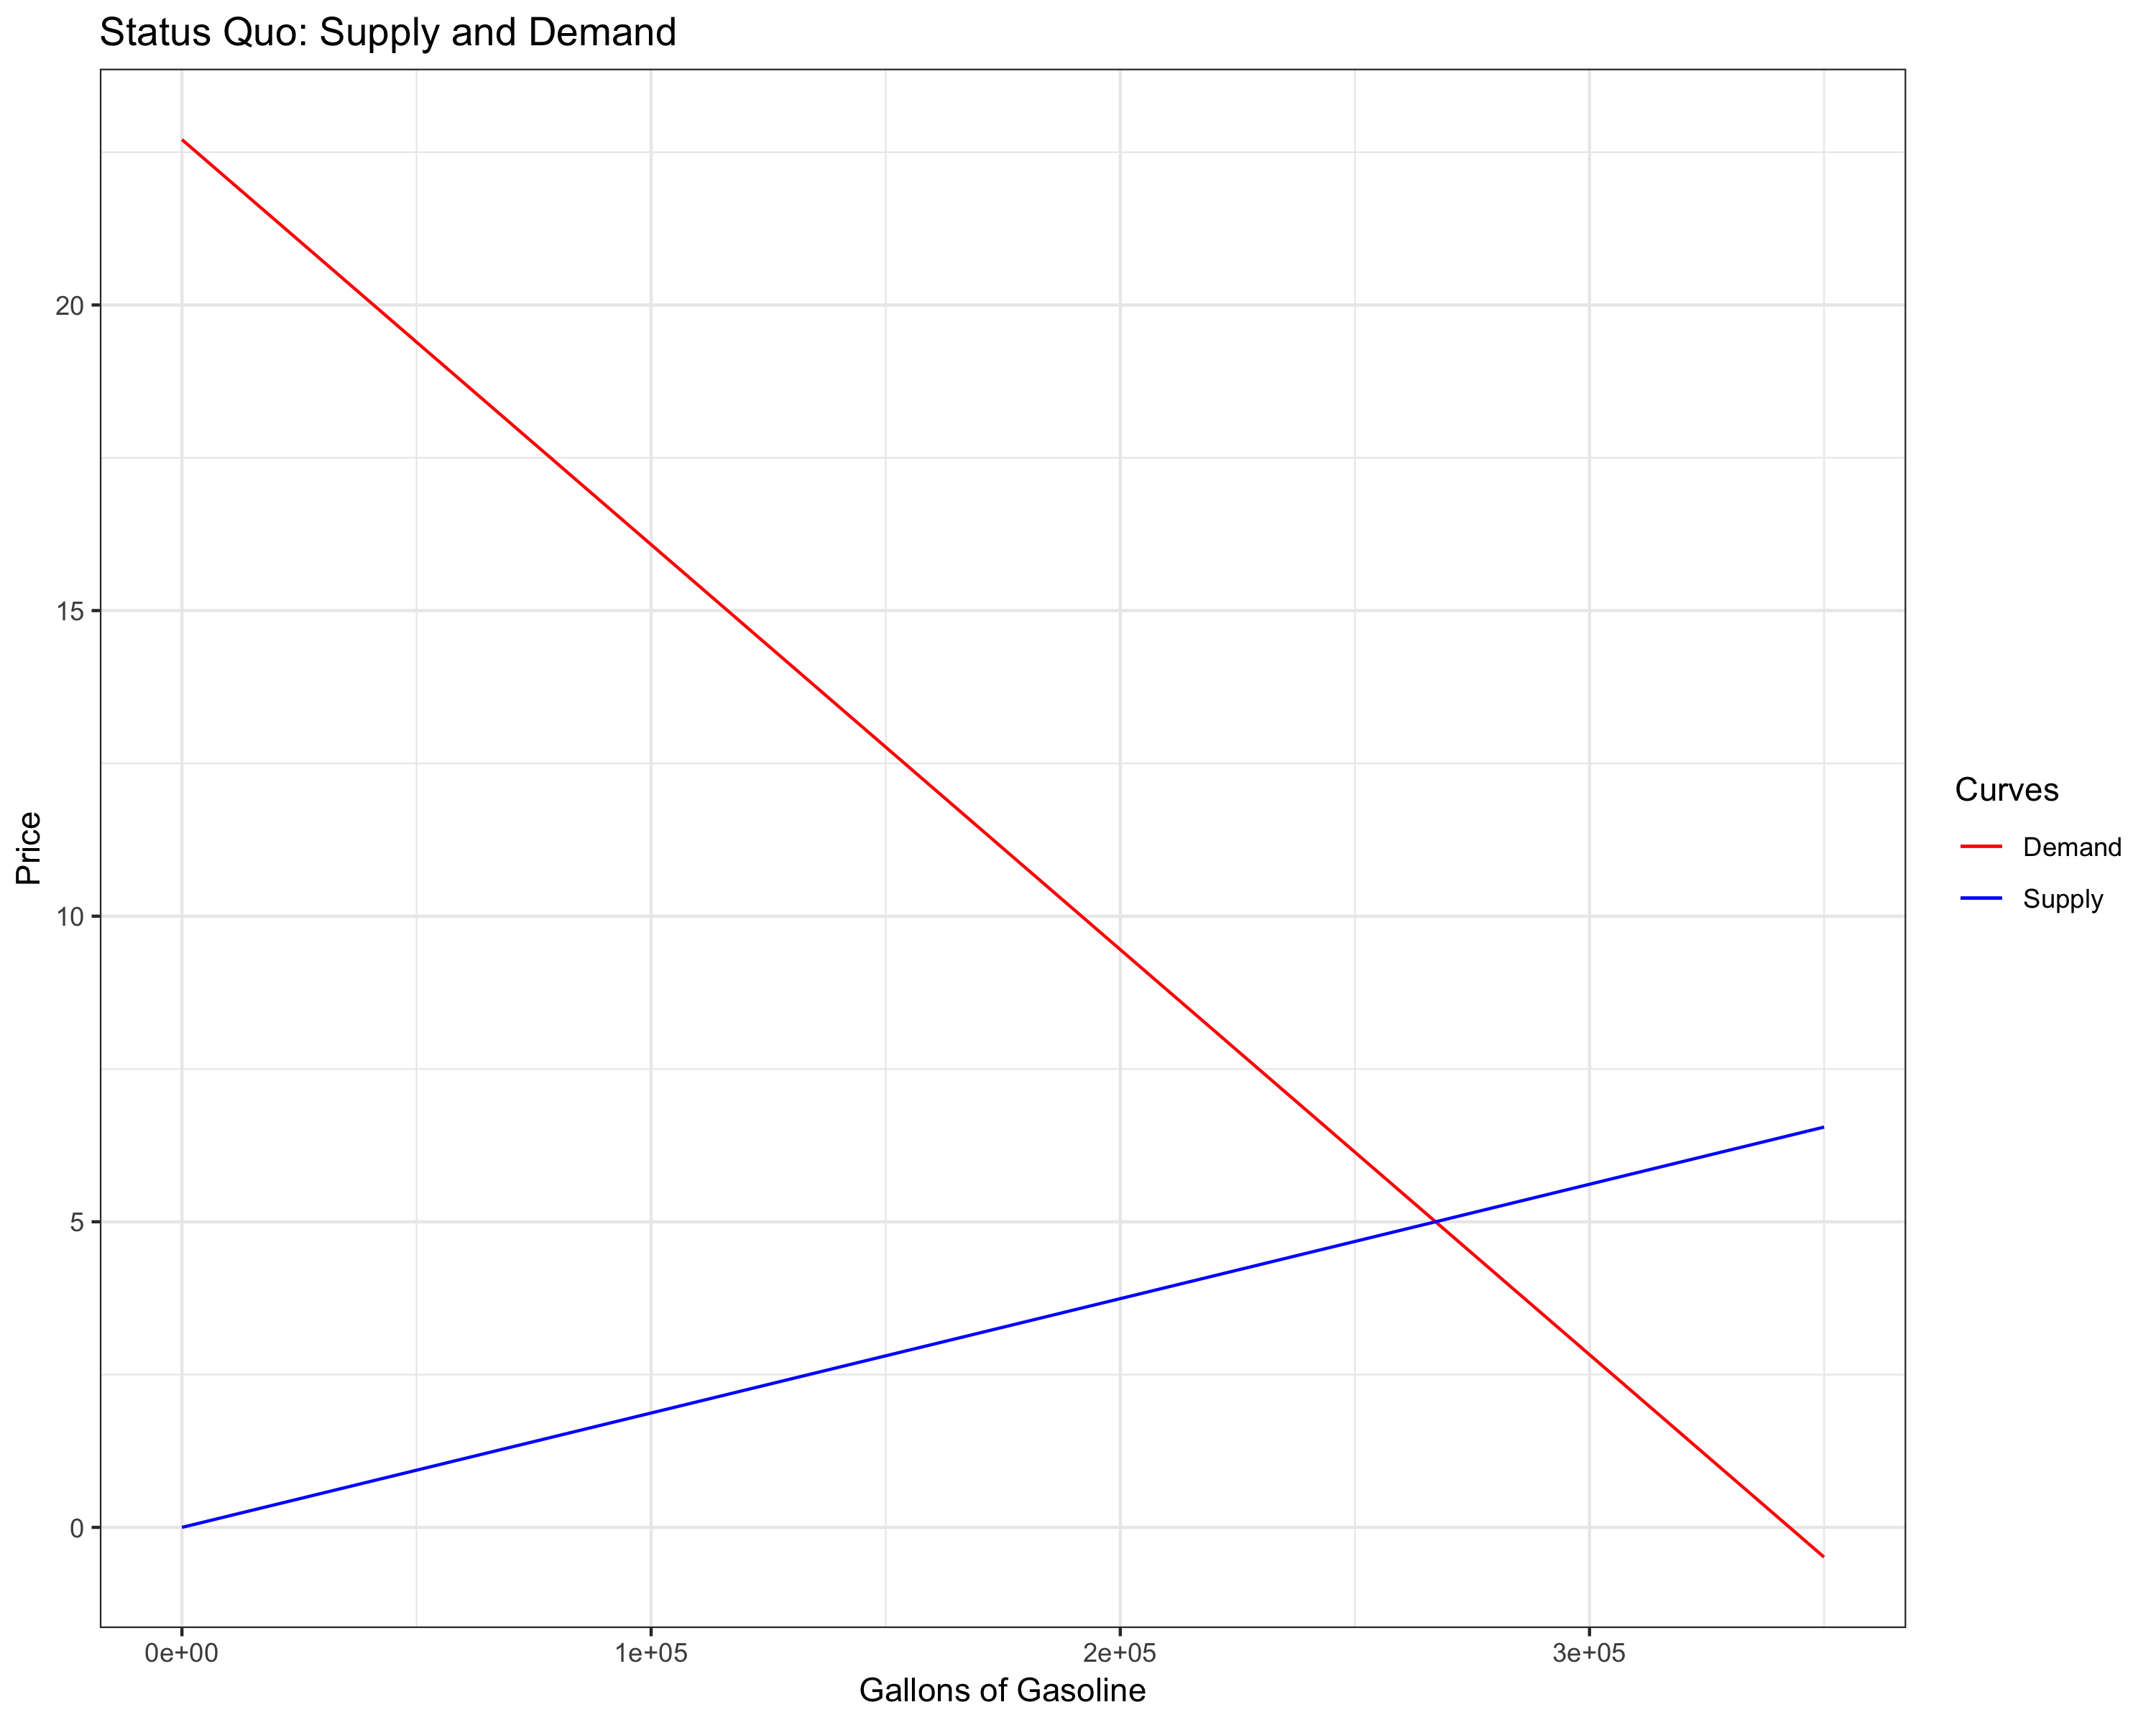 Status Quo: Supply and Demand
Price
20
15
10
5
0
0e+00 1e+05 2e+05 3e+05
Gallons of Gasoline
Curves
Demand
Supply